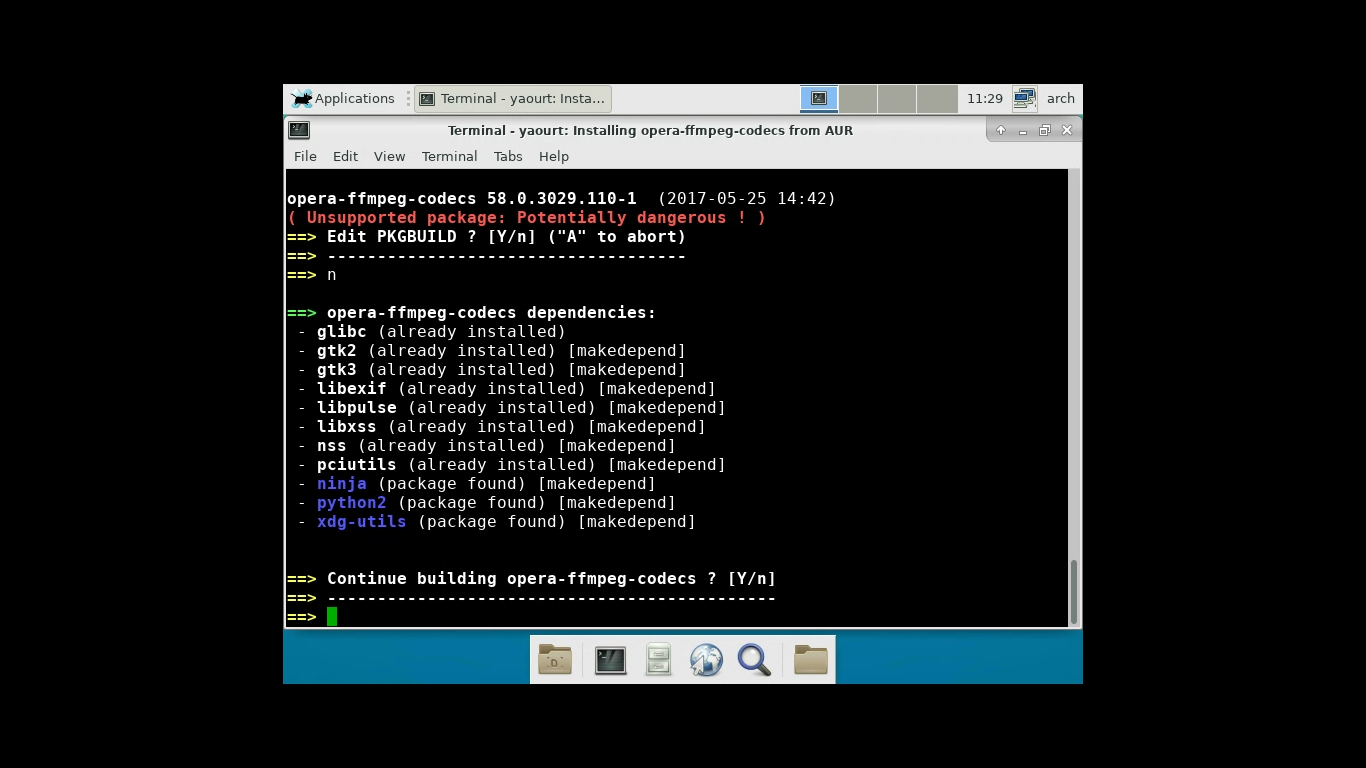 Applications
Terminal - yaourt: Insta...
11:29
arch
Terminal - yaourt: Installing opera-ffmpeg-codecs from AUR
File Edit View Terminal Tabs Help
opera-ffmpeg-codecs 58.0.3029.110-1  (2017-05-25 14:42)
( Unsupported package: Potentially dangerous ! )
==> Edit PKGBUILD ? [Y/n] ("A" to abort)
==> ------------------------------------
==> n
==> opera-ffmpeg-codecs dependencies:
 - glibc (already installed)
 - gtk2 (already installed) [makedepend]
 - gtk3 (already installed) [makedepend]
 - libexif (already installed) [makedepend]
 - libpulse (already installed) [makedepend]
 - libxss (already installed) [makedepend]
 - nss (already installed) [makedepend]
 - pciutils (already installed) [makedepend]
 - ninja (package found) [makedepend]
 - python2 (package found) [makedepend]
 - xdg-utils (package found) [makedepend]
==> Continue building opera-ffmpeg-codecs ? [Y/n]
==> ---------------------------------------------
==>